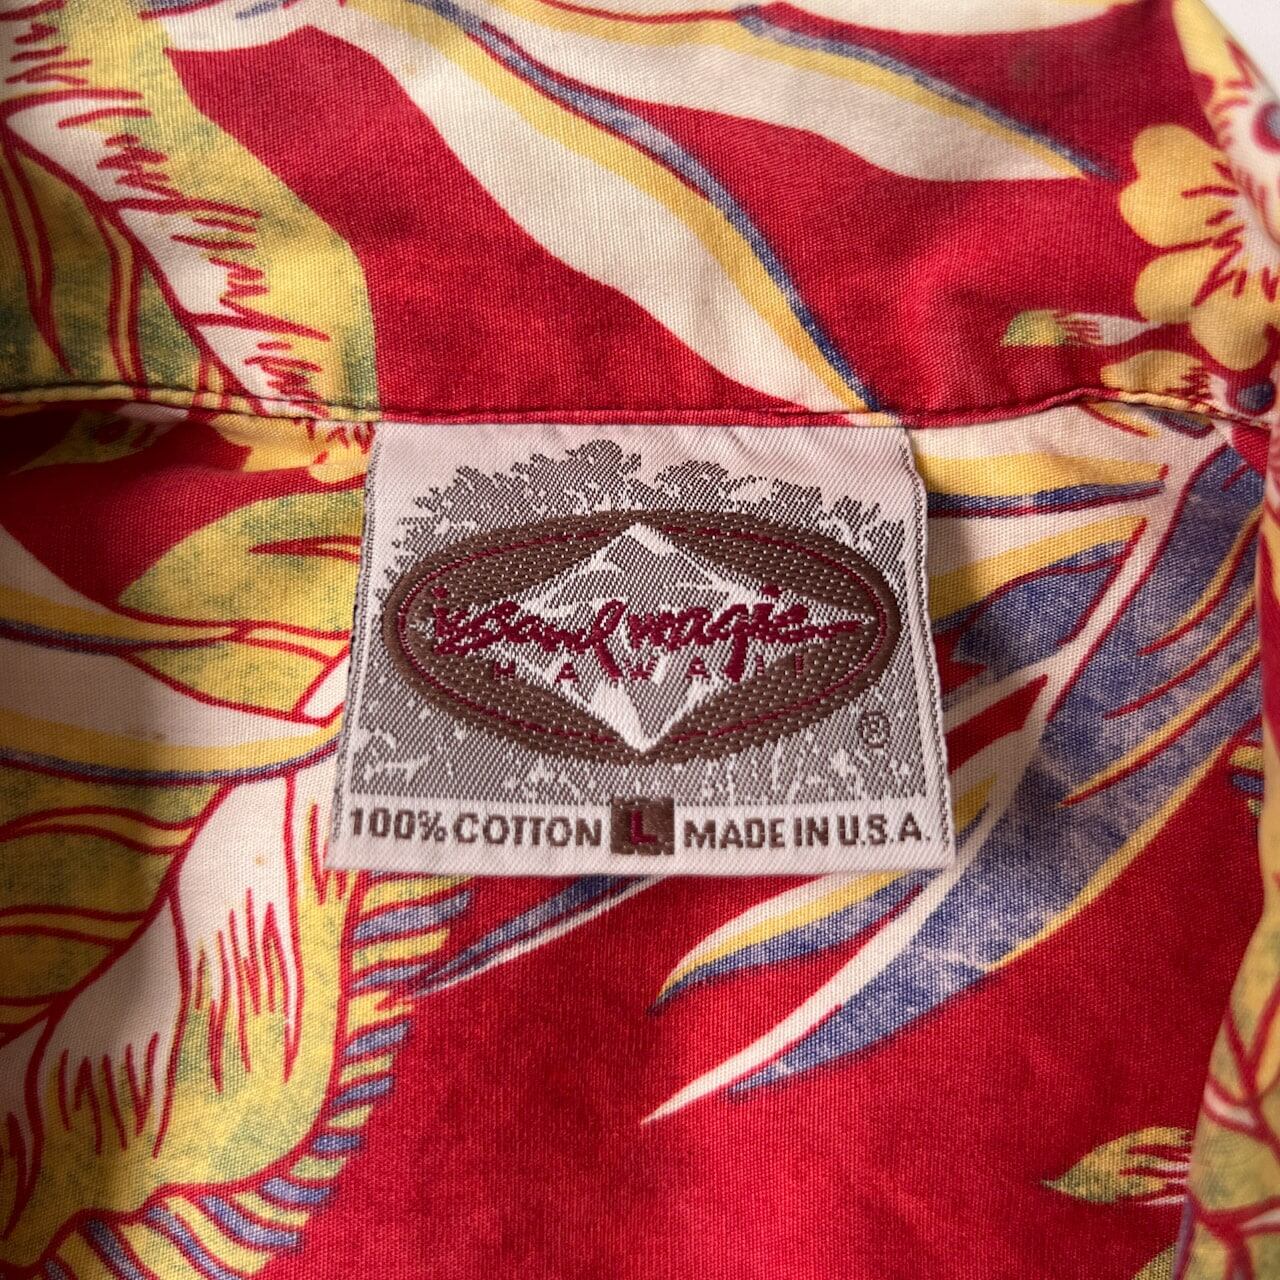 island magic
HAWAII
®
100% COTTON L MADE IN U.S.A.